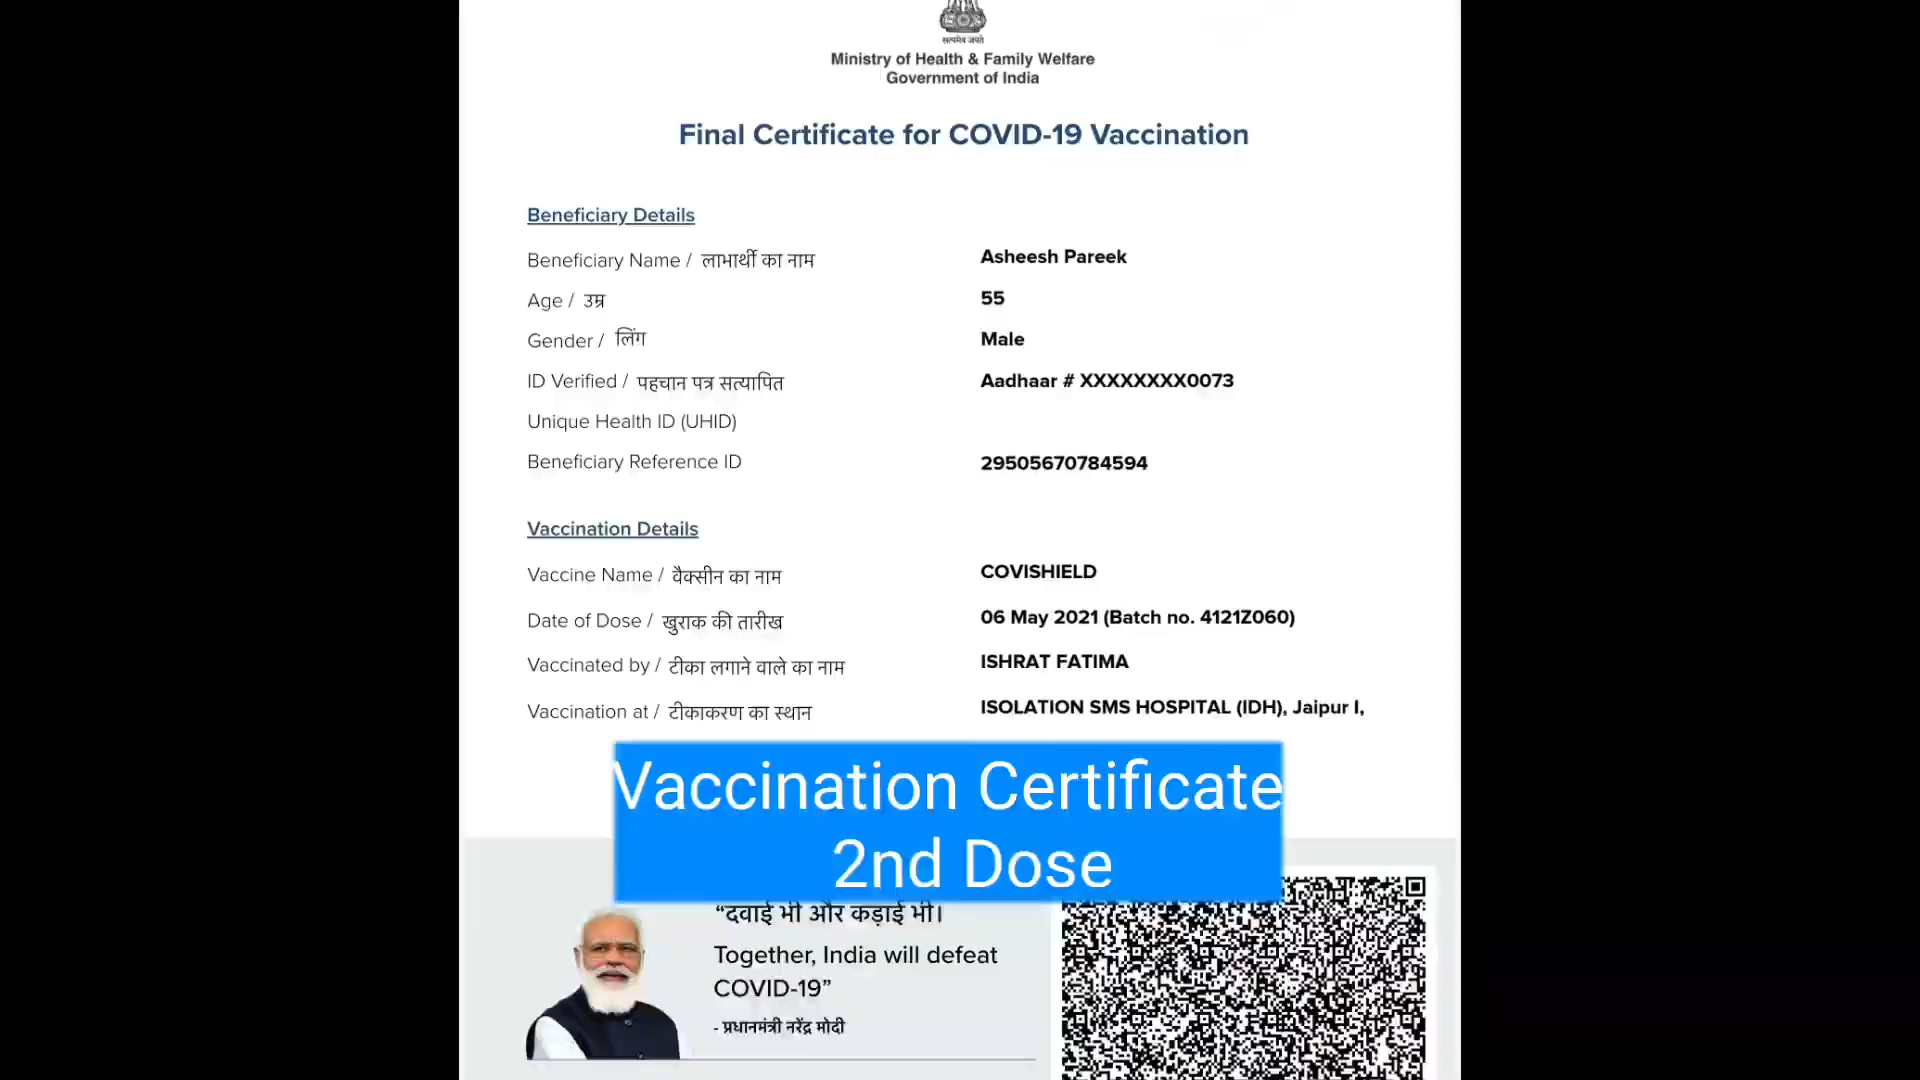 सत्यमेव जयते
Ministry of Health & Family Welfare
Government of India
Final Certificate for COVID-19 Vaccination
Beneficiary Details
Beneficiary Name / लाभार्थी का नाम Asheesh Pareek
Age / उम्र 55
Gender / लिंग Male
ID Verified / पहचान पत्र सत्यापित Aadhaar # XXXXXXXX0073
Unique Health ID (UHID)
Beneficiary Reference ID 29505670784594
Vaccination Details
Vaccine Name / वैक्सीन का नाम COVISHIELD
Date of Dose / खुराक की तारीख 06 May 2021 (Batch no. 4121Z060)
Vaccinated by / टीका लगाने वाले का नाम ISHRAT FATIMA
Vaccination at / टीकाकरण का स्थान ISOLATION SMS HOSPITAL (IDH), Jaipur I,
Vaccination Certificate
2nd Dose
“दवाई भी और कड़ाई भी।
Together, India will defeat
COVID-19”
- प्रधानमंत्री नरेंद्र मोदी